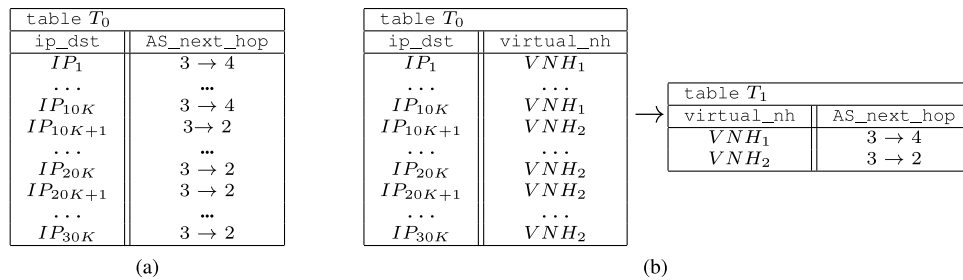 table T0
ip_dst AS_next_hop
IP1 3 → 4
... ...
IP10K 3 → 4
IP10K+1 3 → 2
... ...
IP20K 3 → 2
IP20K+1 3 → 2
... ...
IP30K 3 → 2
(a)
table T0
ip_dst virtual_nh
IP1 VNH1
... ...
IP10K VNH1
IP10K+1 VNH2
... ...
IP20K VNH2
IP20K+1 VNH2
... ...
IP30K VNH2
→
table T1
virtual_nh AS_next_hop
VNH1 3 → 4
VNH2 3 → 2
(b)